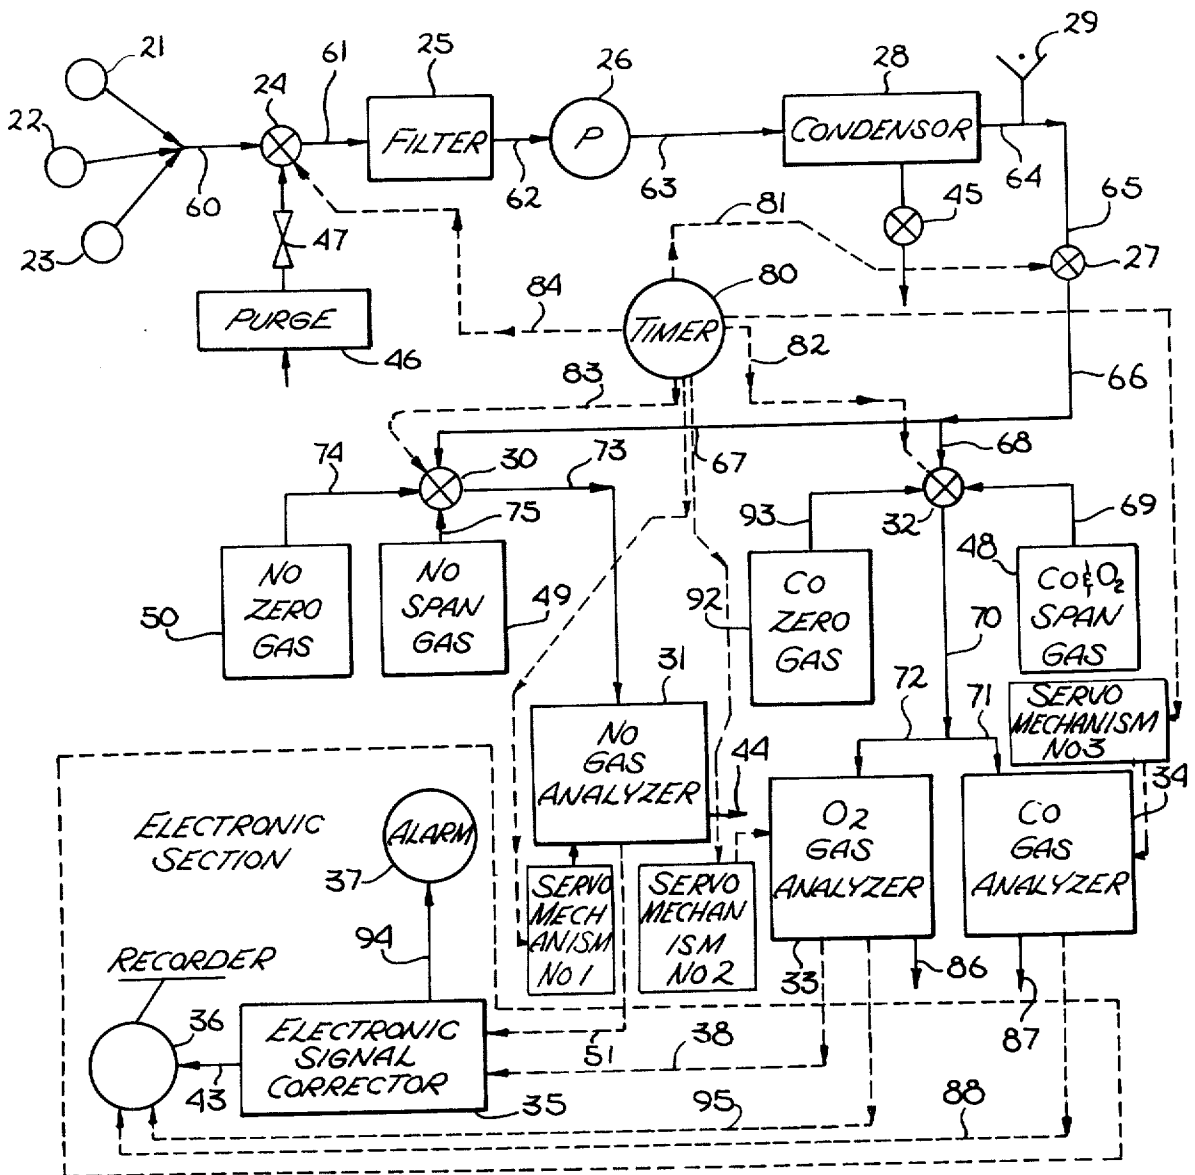 21
61
25
26
28
29
24
22
FILTER
P
CONDENSOR
60
62
63
64
81
45
65
23
47
80
27
PURGE
84
TIMER
82
46
83
66
74
30
73
67
68
75
93
32
69
NO
ZERO
GAS
NO
SPAN
GAS
48
CO & O2
SPAN
GAS
50
49
92
CO
ZERO
GAS
70
31
72
71
SERVO
MECHANISM
NO3
NO
GAS
ANALYZER
44
34
O2
GAS
ANALYZER
CO
GAS
ANALYZER
ELECTRONIC
SECTION
ALARM
37
SERVO
MECH
ANISM
NO 1
SERVO
MECHAN
ISM
NO2
94
33
86
87
RECORDER
36
ELECTRONIC
SIGNAL
CORRECTOR
51
38
43
35
95
88